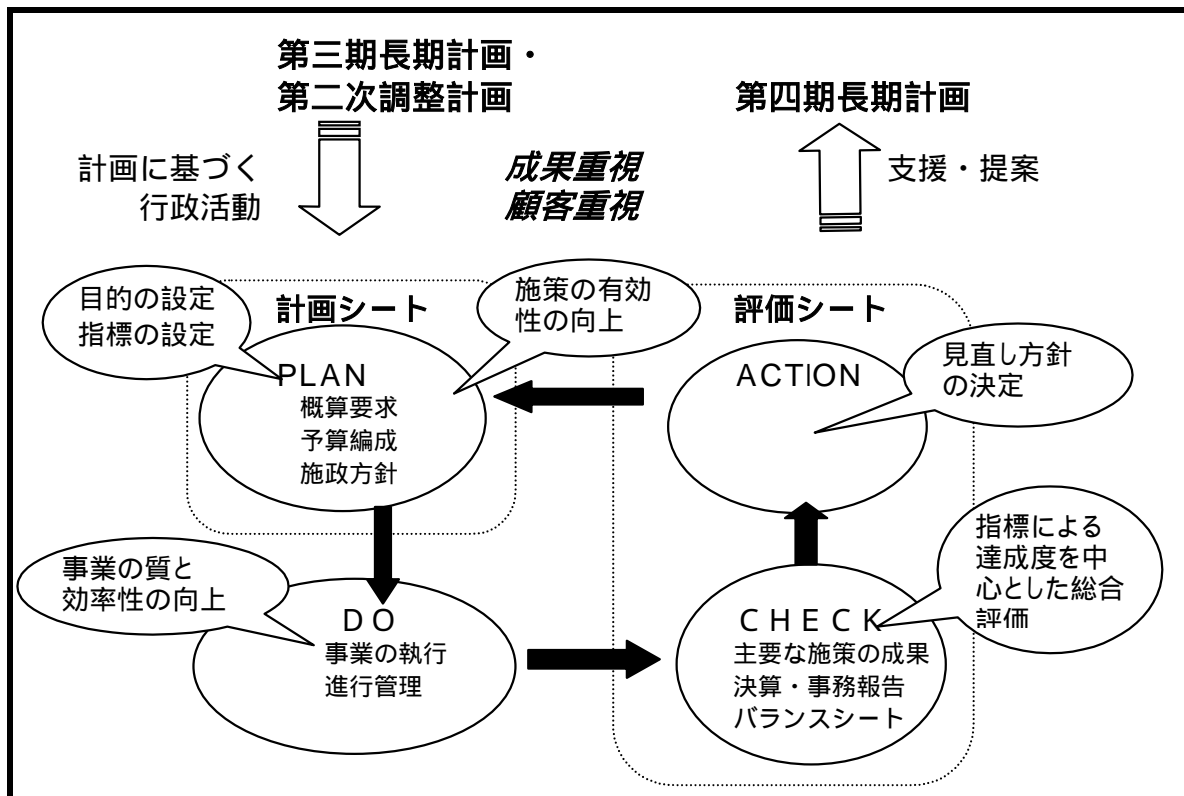 第三期長期計画・
第二次調整計画
第四期長期計画
計画に基づく
行政活動
成果重視
顧客重視
支援・提案
目的の設定
指標の設定
計画シート
施策の有効
性の向上
評価シート
PLAN
概算要求
予算編成
施政方針
ACTION
見直し方針
の決定
事業の質と
効率性の向上
DO
事業の執行
進行管理
CHECK
主要な施策の成果
決算・事務報告
バランスシート
指標による
達成度を中
心とした総合
評価